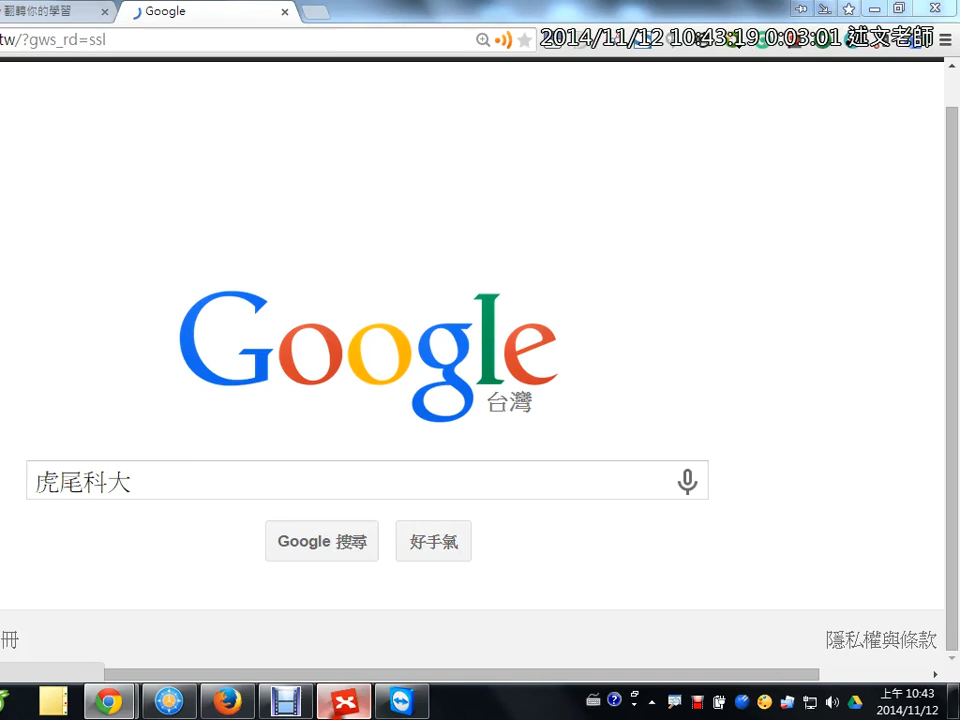 翻轉你的學習
Google
tw/?gws_rd=ssl
2014/11/12 10:43:19 0:03:01 述文老師
Google
台灣
虎尾科大
Google 搜尋
好手氣
冊
隱私權與條款
上午 10:43
2014/11/12